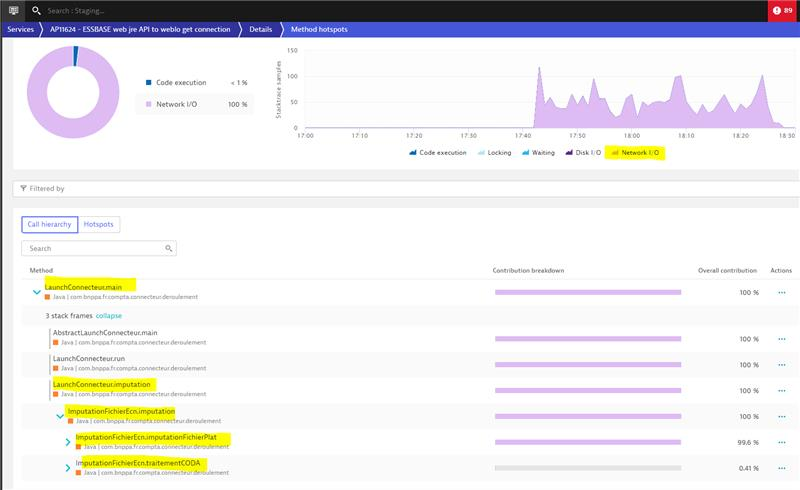 Search : Staging...
89
Services
AP11624 - ESSBASE web jre API to weblo get connection
Details
Method hotspots
Code execution < 1 %
Network I/O 100 %
Stacktrace samples
150
100
50
0
17:00 17:10 17:20 17:30 17:40 17:50 18:00 18:10 18:20 18:30
Code execution Locking Waiting Disk I/O Network I/O
Filtered by
Call hierarchy Hotspots
Search
Method Contribution breakdown Overall contribution Actions
LaunchConnecteur.main 100 % ...
Java | com.bnppa.fr.compta.connecteur.deroulement
3 stack frames collapse
AbstractLaunchConnecteur.main 100 % ...
Java | com.bnppa.fr.compta.connecteur.deroulement
LaunchConnecteur.run 100 % ...
Java | com.bnppa.fr.compta.connecteur.deroulement
LaunchConnecteur.imputation 100 % ...
Java | com.bnppa.fr.compta.connecteur.deroulement
ImputationFichierEcn.imputation 100 % ...
Java | com.bnppa.fr.compta.connecteur.deroulement
ImputationFichierEcn.imputationFichierPlat 99.6 % ...
Java | com.bnppa.fr.compta.connecteur.deroulement
ImputationFichierEcn.traitementCODA 0.41 % ...
Java | com.bnppa.fr.compta.connecteur.deroulement